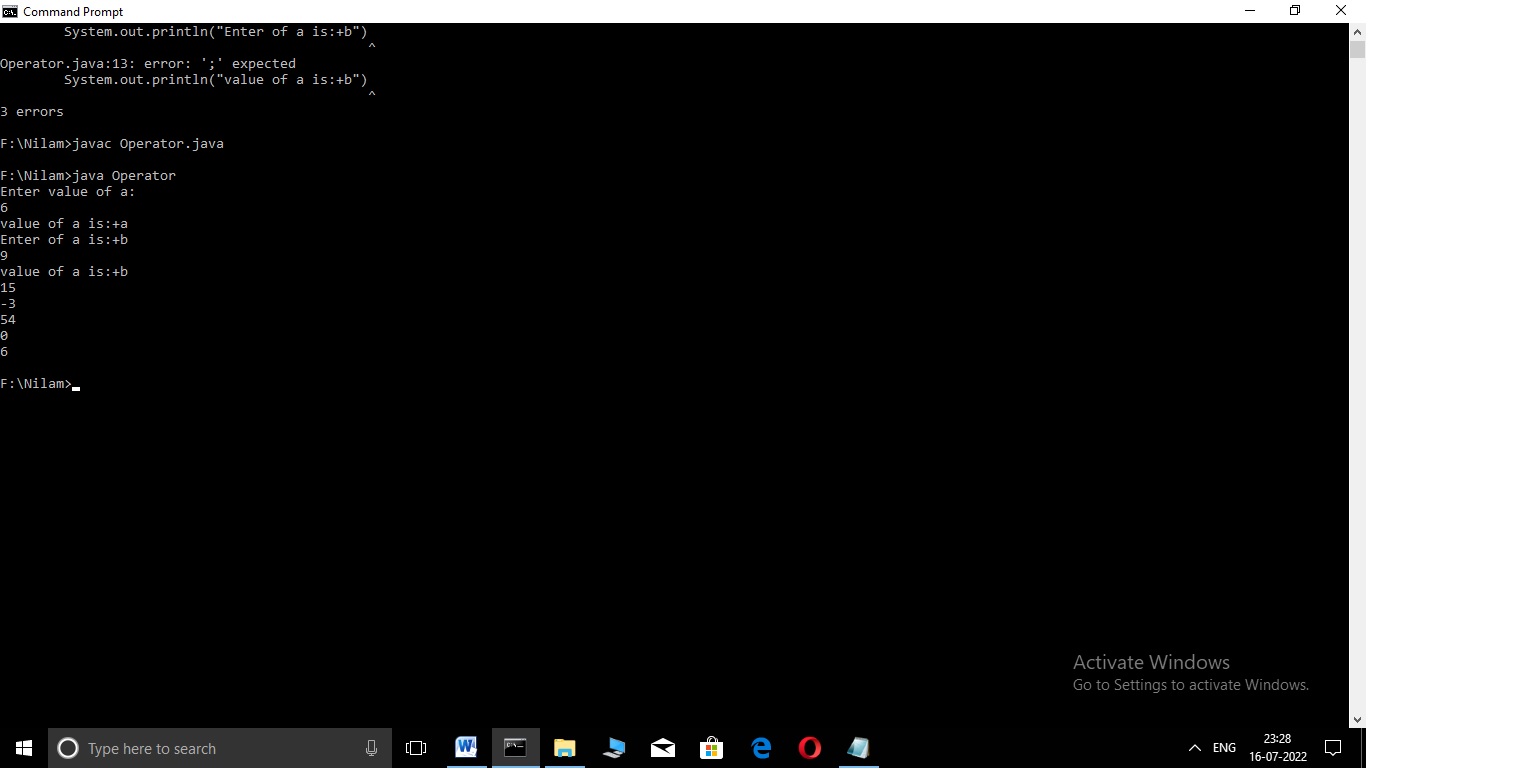 Command Prompt
System.out.println("Enter of a is:+b")
^
Operator.java:13: error: ';' expected
System.out.println("value of a is:+b")
^
3 errors
F:\Nilam>javac Operator.java
F:\Nilam>java Operator
Enter value of a:
6
value of a is:+a
Enter of a is:+b
9
value of a is:+b
15
-3
54
0
6
F:\Nilam>
Activate Windows
Go to Settings to activate Windows.
Type here to search
ENG
23:28
16-07-2022